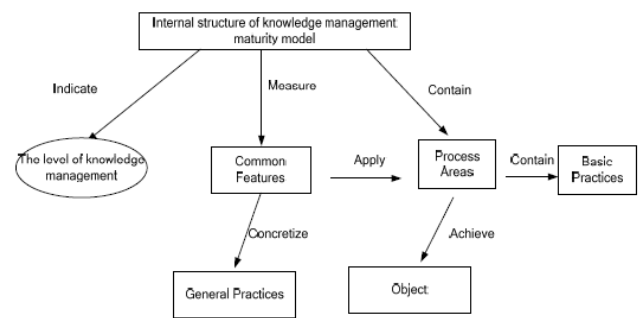 Internal structure of knowledge management
maturity model
Indicate
Measure
Contain
The level of knowledge
management
Common
Features
Apply
Process
Areas
Contain
Basic
Practices
Concretize
Achieve
General Practices
Object